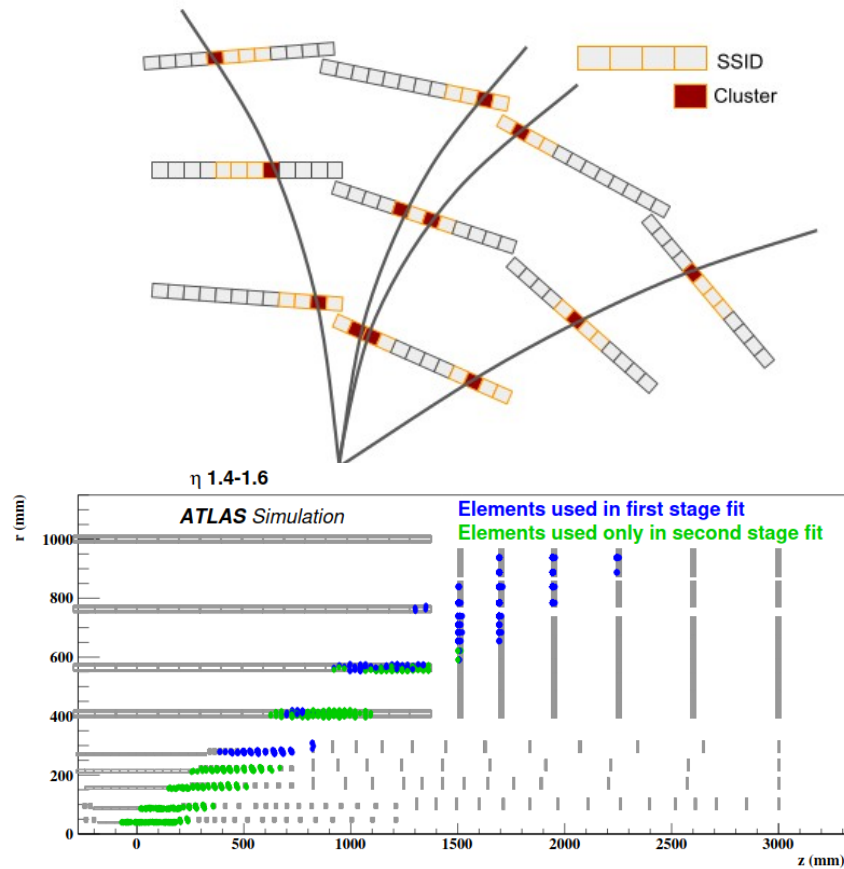 SSID
Cluster
η 1.4-1.6
ATLAS Simulation
Elements used in first stage fit
Elements used only in second stage fit
r (mm)
1000
800
600
400
200
0
0
500
1000
1500
2000
2500
3000
z (mm)